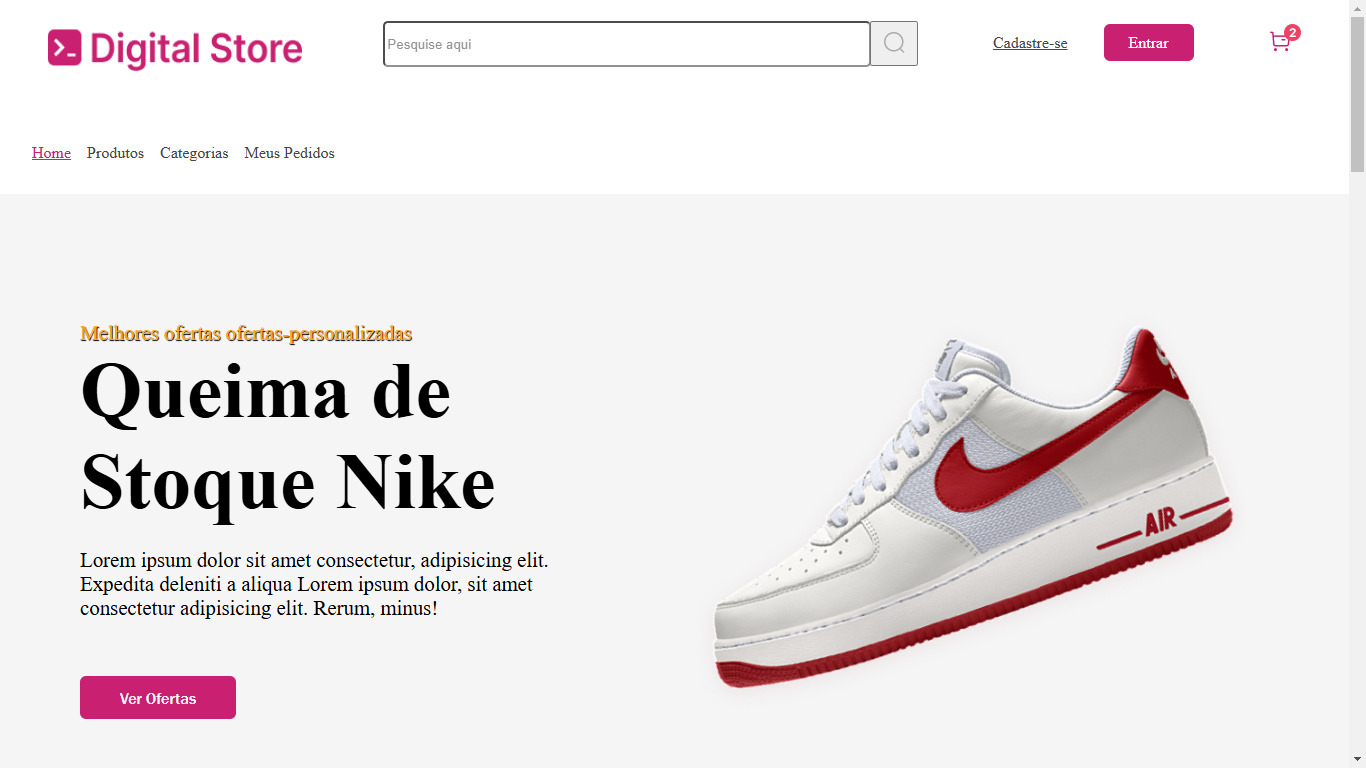 Digital Store
Pesquise aqui
Cadastre-se
Entrar
2
Home Produtos Categorias Meus Pedidos
Melhores ofertas ofertas-personalizadas
Queima de
Stoque Nike
Lorem ipsum dolor sit amet consectetur, adipisicing elit.
Expedita deleniti a aliqua Lorem ipsum dolor, sit amet
consectetur adipisicing elit. Rerum, minus!
Ver Ofertas
AIR